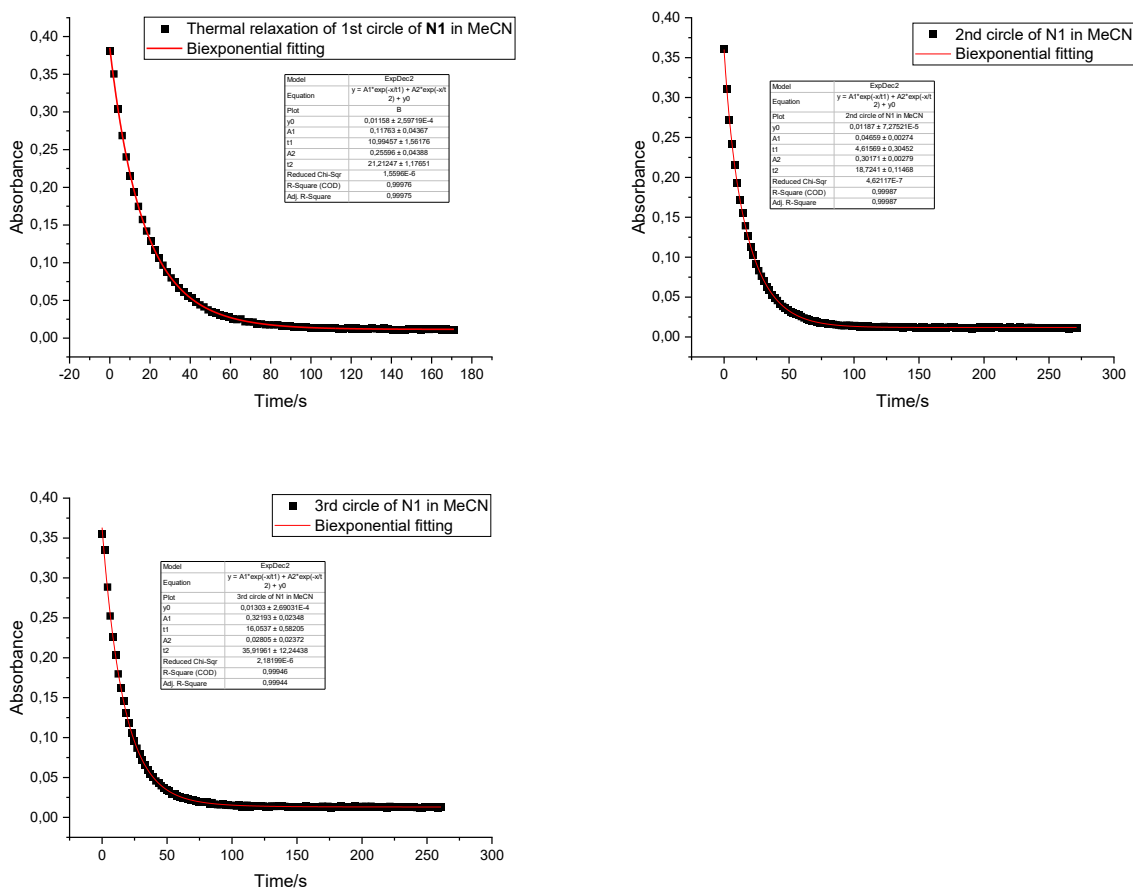 Thermal relaxation of 1st circle of N1 in MeCN
Biexponential fitting
0,40
0,35
0,30
0,25
0,20
0,15
0,10
0,05
0,00
Absorbance
Model ExpDec2
Equation y = A1*exp(-x/t1) + A2*exp(-x/t
2) + y0
Plot B
y0 0,01158 ± 2,59719E-4
A1 0,11763 ± 0,04367
t1 10,99457 ± 1,56176
A2 0,25596 ± 0,04388
t2 21,21247 ± 1,17651
Reduced Chi-Sqr 1,5596E-6
R-Square (COD) 0,99976
Adj. R-Square 0,99975
-20 0 20 40 60 80 100 120 140 160 180
Time/s
2nd circle of N1 in MeCN
Biexponential fitting
0,40
0,35
0,30
0,25
0,20
0,15
0,10
0,05
0,00
Absorbance
Model ExpDec2
Equation y = A1*exp(-x/t1) + A2*exp(-x/t
2) + y0
Plot 2nd circle of N1 in MeCN
y0 0,01187 ± 7,27521E-5
A1 0,04659 ± 0,00274
t1 4,61569 ± 0,30452
A2 0,30171 ± 0,00279
t2 18,7241 ± 0,11468
Reduced Chi-Sqr 4,62117E-7
R-Square (COD) 0,99987
Adj. R-Square 0,99987
0 50 100 150 200 250 300
Time/s
3rd circle of N1 in MeCN
Biexponential fitting
0,40
0,35
0,30
0,25
0,20
0,15
0,10
0,05
0,00
Absorbance
Model ExpDec2
Equation y = A1*exp(-x/t1) + A2*exp(-x/t
2) + y0
Plot 3rd circle of N1 in MeCN
y0 0,01303 ± 2,69031E-4
A1 0,32193 ± 0,02348
t1 16,0537 ± 0,58205
A2 0,02805 ± 0,02372
t2 35,91961 ± 12,24438
Reduced Chi-Sqr 2,18199E-6
R-Square (COD) 0,99946
Adj. R-Square 0,99944
0 50 100 150 200 250 300
Time/s